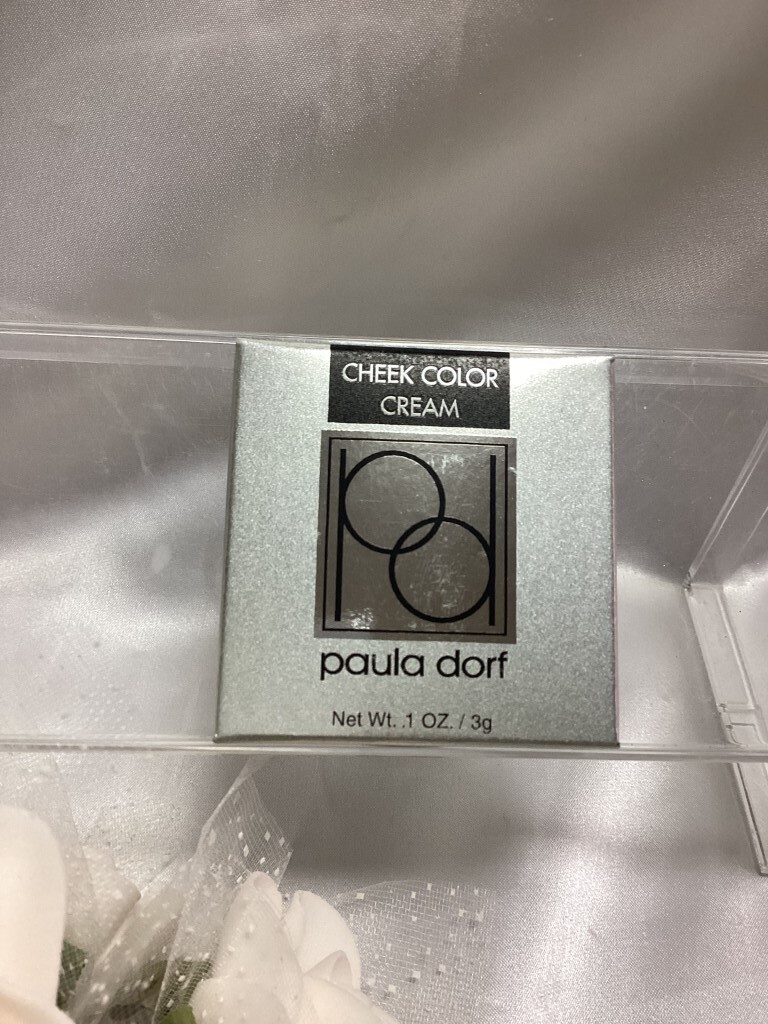 CHEEK COLOR
CREAM
pd
paula dorf
Net Wt. .1 OZ. / 3g